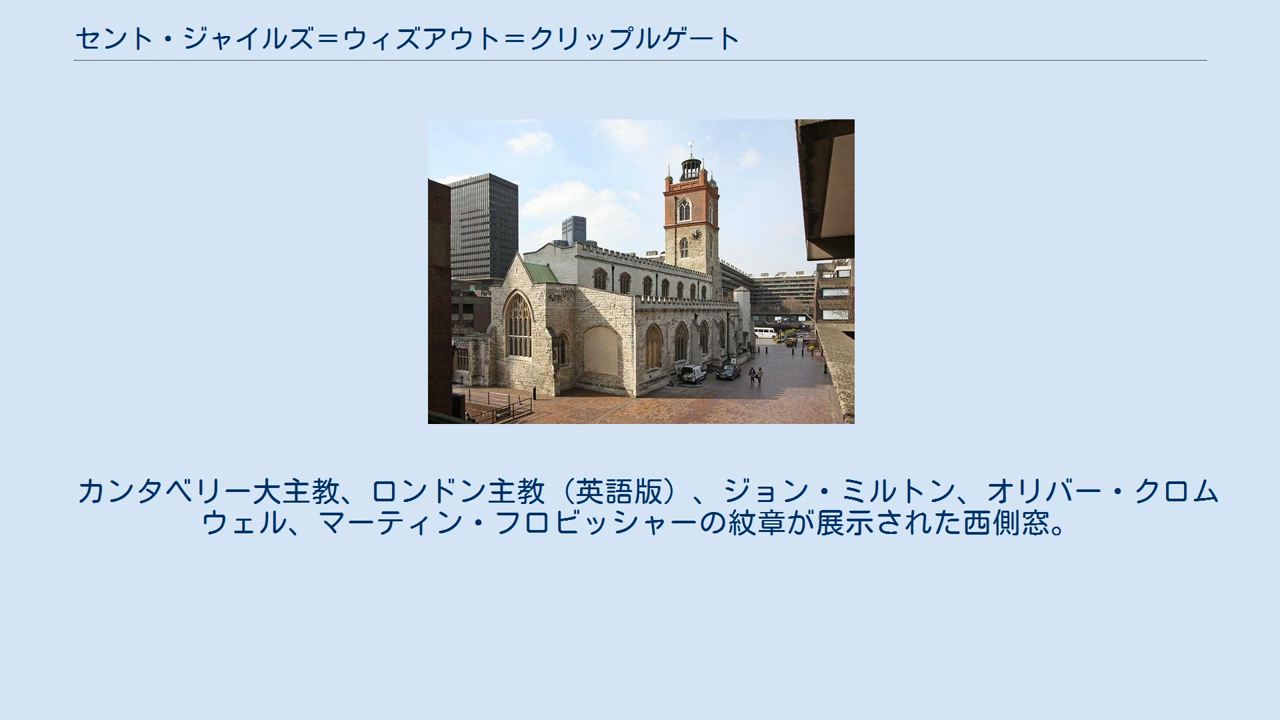 セント・ジャイルズ＝ウィズアウト＝クリップルゲート
カンタベリー大主教、ロンドン主教（英語版）、ジョン・ミルトン、オリバー・クロム
ウェル、マーティン・フロビッシャーの紋章が展示された西側窓。